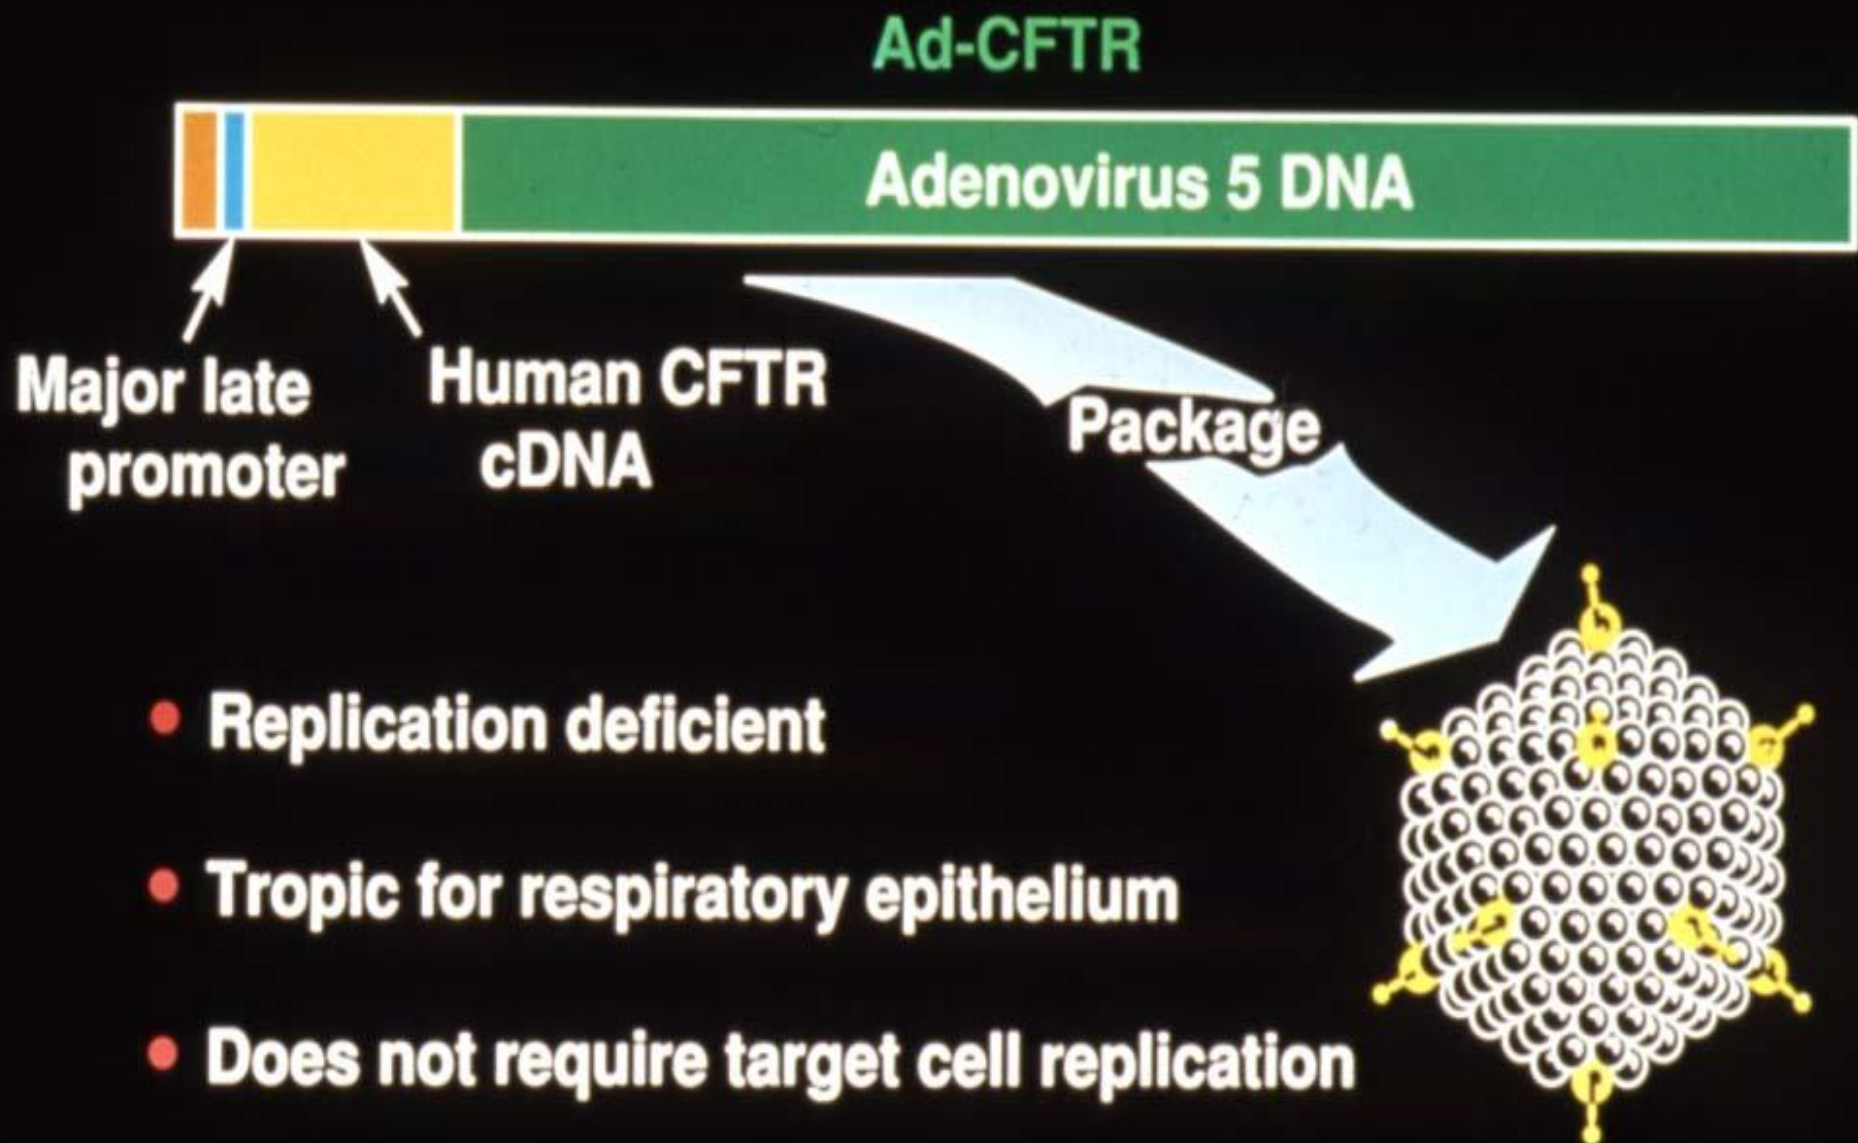 Ad-CFTR
Adenovirus 5 DNA
Major late
promoter
Human CFTR
cDNA
Package
Replication deficient
Tropic for respiratory epithelium
Does not require target cell replication